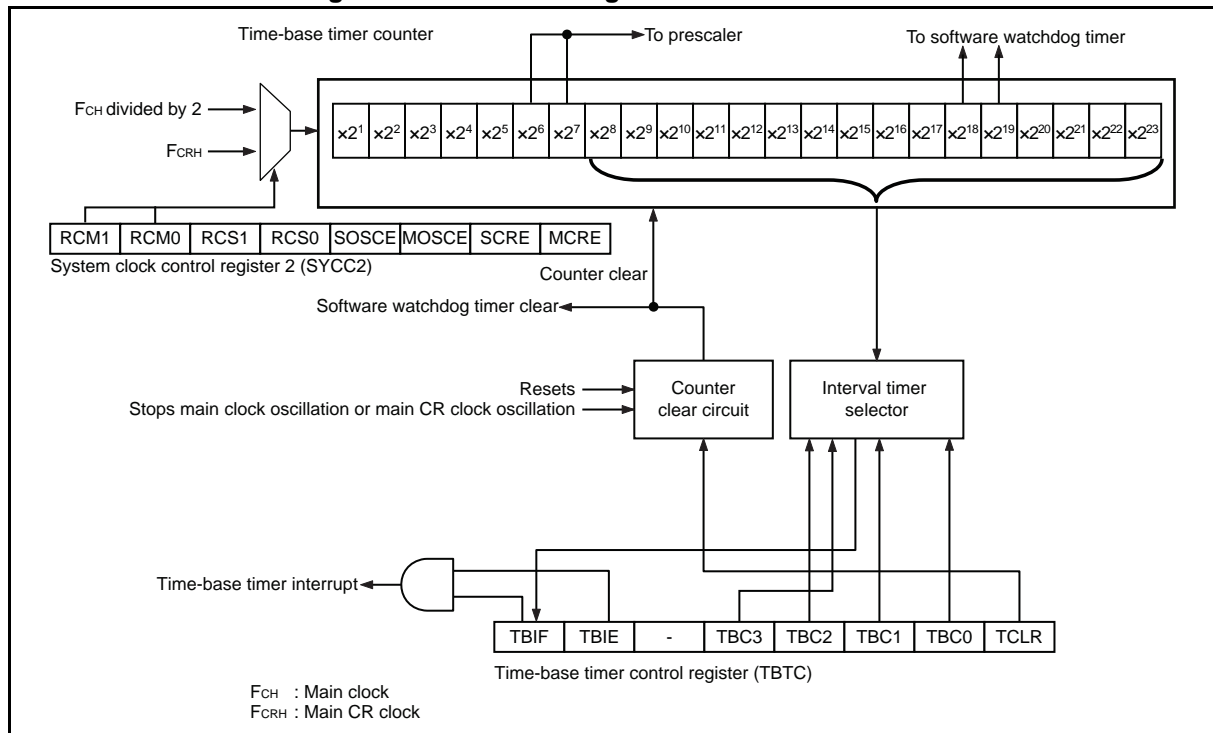 Time-base timer counter
To prescaler
To software watchdog timer
FCH divided by 2
FCRH
×2¹ ×2² ×2³ ×2⁴ ×2⁵ ×2⁶ ×2⁷ ×2⁸ ×2⁹ ×2¹⁰ ×2¹¹ ×2¹² ×2¹³ ×2¹⁴ ×2¹⁵ ×2¹⁶ ×2¹⁷ ×2¹⁸ ×2¹⁹ ×2²⁰ ×2²¹ ×2²² ×2²³
RCM1 RCM0 RCS1 RCS0 SOSCE MOSCE SCRE MCRE
System clock control register 2 (SYCC2)
Counter clear
Software watchdog timer clear
Resets
Stops main clock oscillation or main CR clock oscillation
Counter
clear circuit
Interval timer
selector
Time-base timer interrupt
TBIF TBIE - TBC3 TBC2 TBC1 TBC0 TCLR
Time-base timer control register (TBTC)
FCH : Main clock
FCRH : Main CR clock